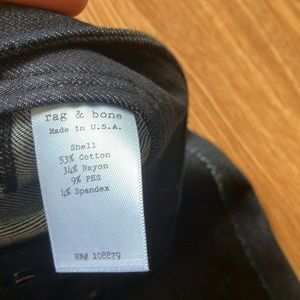 rag & bone
Made in U.S.A.
Shell
53% Cotton
34% Rayon
9% PES
4% Spandex
RN# 108879